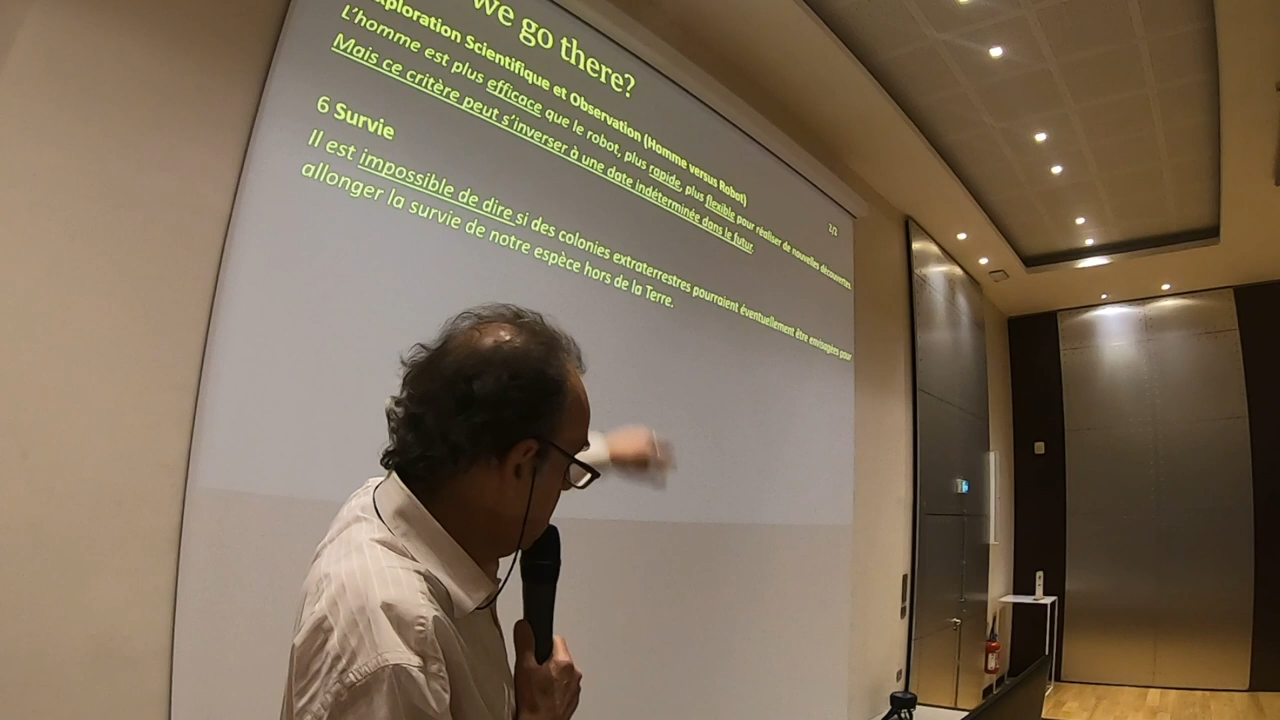 we go there?
xploration Scientifique et Observation (Homme versus Robot)
L'homme est plus efficace que le robot, plus rapide, plus flexible pour réaliser de nouvelles découvertes.
Mais ce critère peut s'inverser à une date indéterminée dans le futur.
2/2
6 Survie
Il est impossible de dire si des colonies extraterrestres pourraient éventuellement être envisagées pour
allonger la survie de notre espèce hors de la Terre.